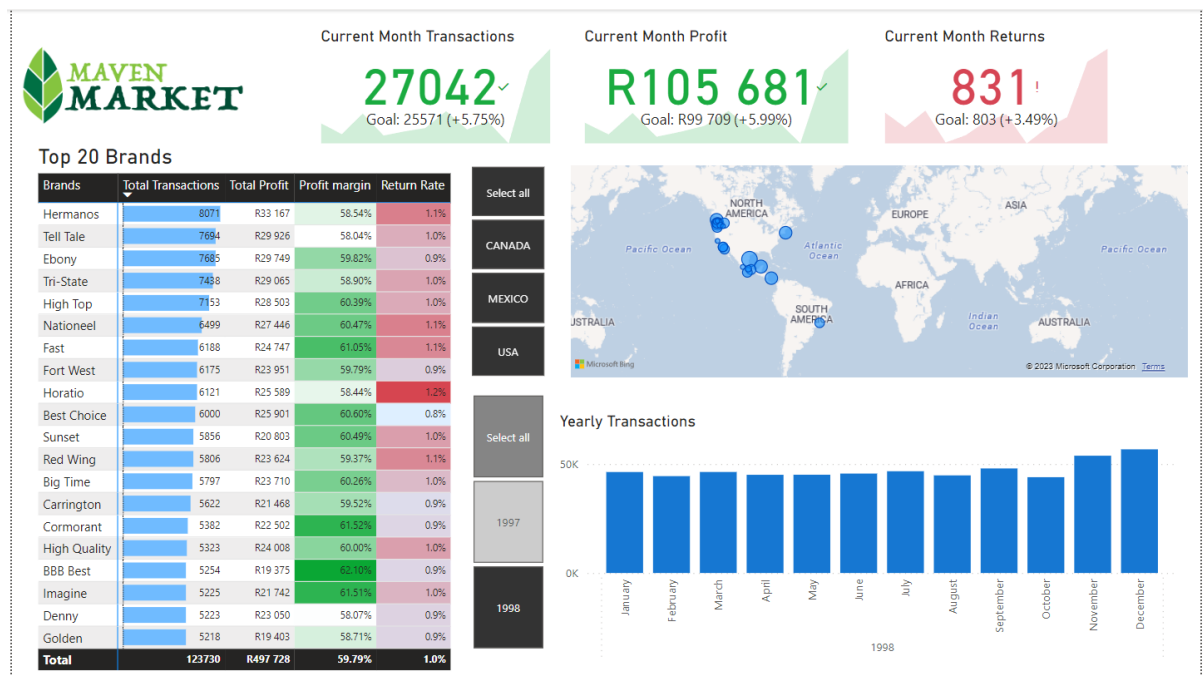 MAVEN
MARKET
Current Month Transactions
27042
Goal: 25571 (+5.75%)
Current Month Profit
R105 681
Goal: R99 709 (+5.99%)
Current Month Returns
831 !
Goal: 803 (+3.49%)
Top 20 Brands
Brands Total Transactions Total Profit Profit margin Return Rate
Hermanos 8071 R33 167 58.54% 1.1%
Tell Tale 7694 R29 926 58.04% 1.0%
Ebony 7685 R29 749 59.82% 0.9%
Tri-State 7438 R29 065 58.90% 1.0%
High Top 7153 R28 503 60.39% 1.0%
Nationeel 6499 R27 446 60.47% 1.1%
Fast 6188 R24 747 61.05% 1.1%
Fort West 6175 R23 951 59.79% 0.9%
Horatio 6121 R25 589 58.44% 1.2%
Best Choice 6000 R25 901 60.60% 0.8%
Sunset 5856 R20 803 60.49% 1.0%
Red Wing 5806 R23 624 59.37% 1.1%
Big Time 5797 R23 710 60.26% 1.0%
Carrington 5622 R21 468 59.52% 0.9%
Cormorant 5382 R22 502 61.52% 0.9%
High Quality 5323 R24 008 60.00% 1.0%
BBB Best 5254 R19 375 62.10% 0.9%
Imagine 5225 R21 742 61.51% 1.0%
Denny 5223 R23 050 58.07% 0.9%
Golden 5218 R19 403 58.71% 0.9%
Total 123730 R497 728 59.79% 1.0%
Select all
CANADA
MEXICO
USA
Select all
1997
1998
NORTH
AMERICA
EUROPE
ASIA
Pacific Ocean
Atlantic
Ocean
Pacific Ocean
AFRICA
SOUTH
AMERICA
Indian
Ocean
USTRALIA
AUSTRALIA
Microsoft Bing
© 2023 Microsoft Corporation Terms
Yearly Transactions
50K
0K
January
February
March
April
May
June
July
August
September
October
November
December
1998